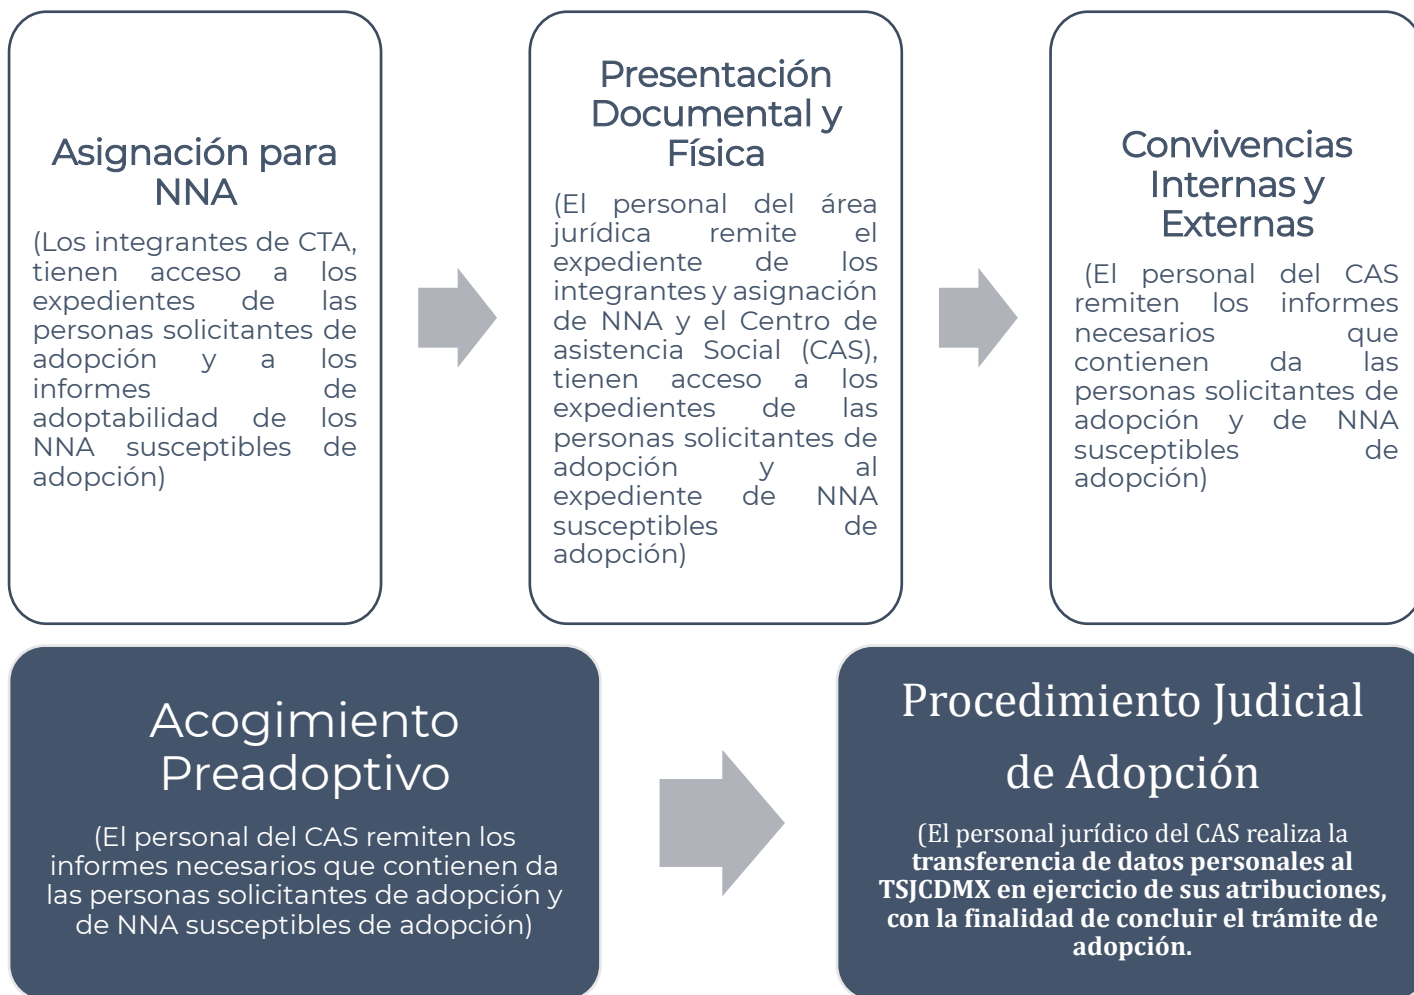 Asignación para
NNA
(Los integrantes de CTA,
tienen acceso a los
expedientes de las
personas solicitantes de
adopción y a los
informes de
adoptabilidad de los
NNA susceptibles de
adopción)
Presentación
Documental y
Física
(El personal del área
jurídica remite el
expediente de los
integrantes y asignación
de NNA y el Centro de
asistencia Social (CAS),
tienen acceso a los
expedientes de las
personas solicitantes de
adopción y al
expediente de NNA
susceptibles de
adopción)
Convivencias
Internas y
Externas
(El personal del CAS
remiten los informes
necesarios que
contienen da las
personas solicitantes de
adopción y de NNA
susceptibles de
adopción)
Acogimiento
Preadoptivo
(El personal del CAS remiten los
informes necesarios que contienen da
las personas solicitantes de adopción y
de NNA susceptibles de adopción)
Procedimiento Judicial
de Adopción
(El personal jurídico del CAS realiza la
transferencia de datos personales al
TSJCDMX en ejercicio de sus atribuciones,
con la finalidad de concluir el trámite de
adopción.